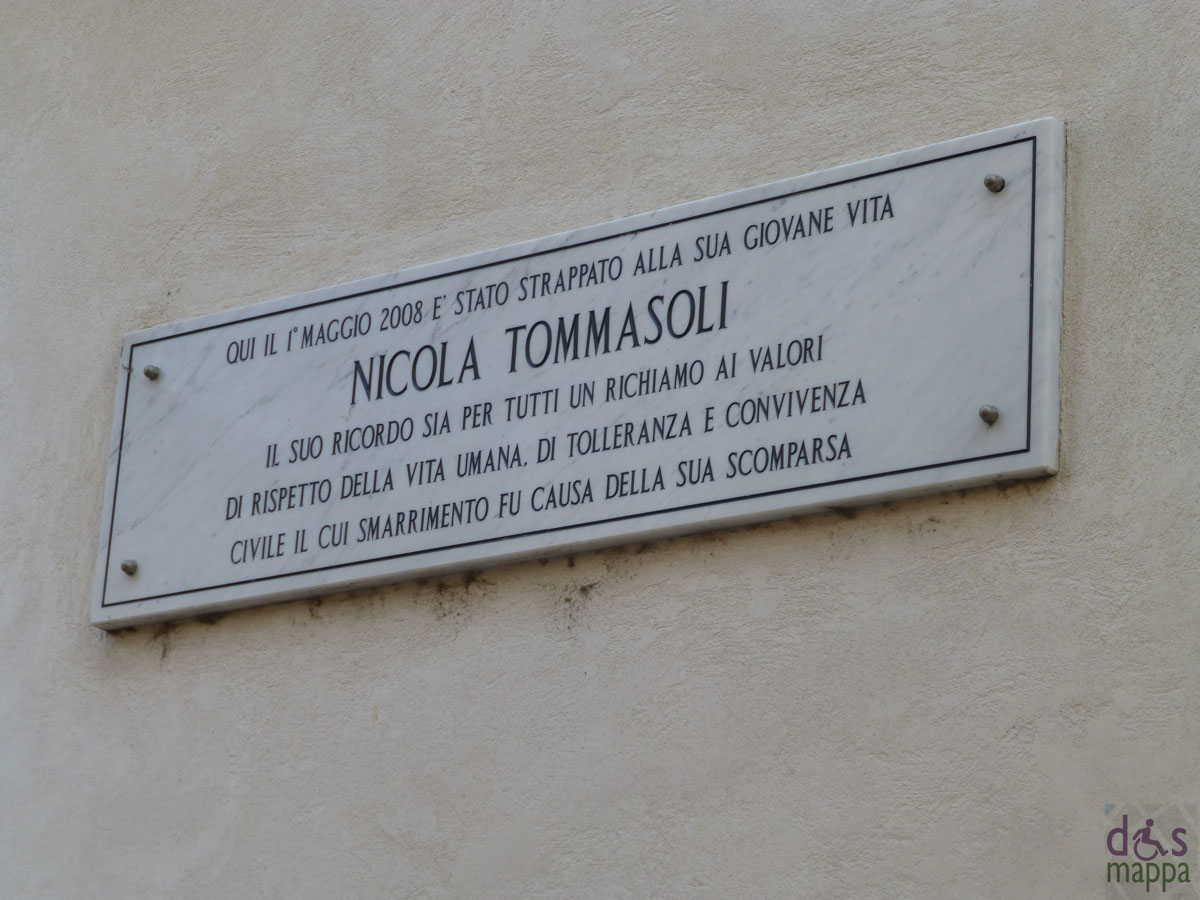 QUI IL 1° MAGGIO 2008 E' STATO STRAPPATO ALLA SUA GIOVANE VITA
NICOLA TOMMASOLI
IL SUO RICORDO SIA PER TUTTI UN RICHIAMO AI VALORI
DI RISPETTO DELLA VITA UMANA, DI TOLLERANZA E CONVIVENZA
CIVILE IL CUI SMARRIMENTO FU CAUSA DELLA SUA SCOMPARSA
dis
mappa